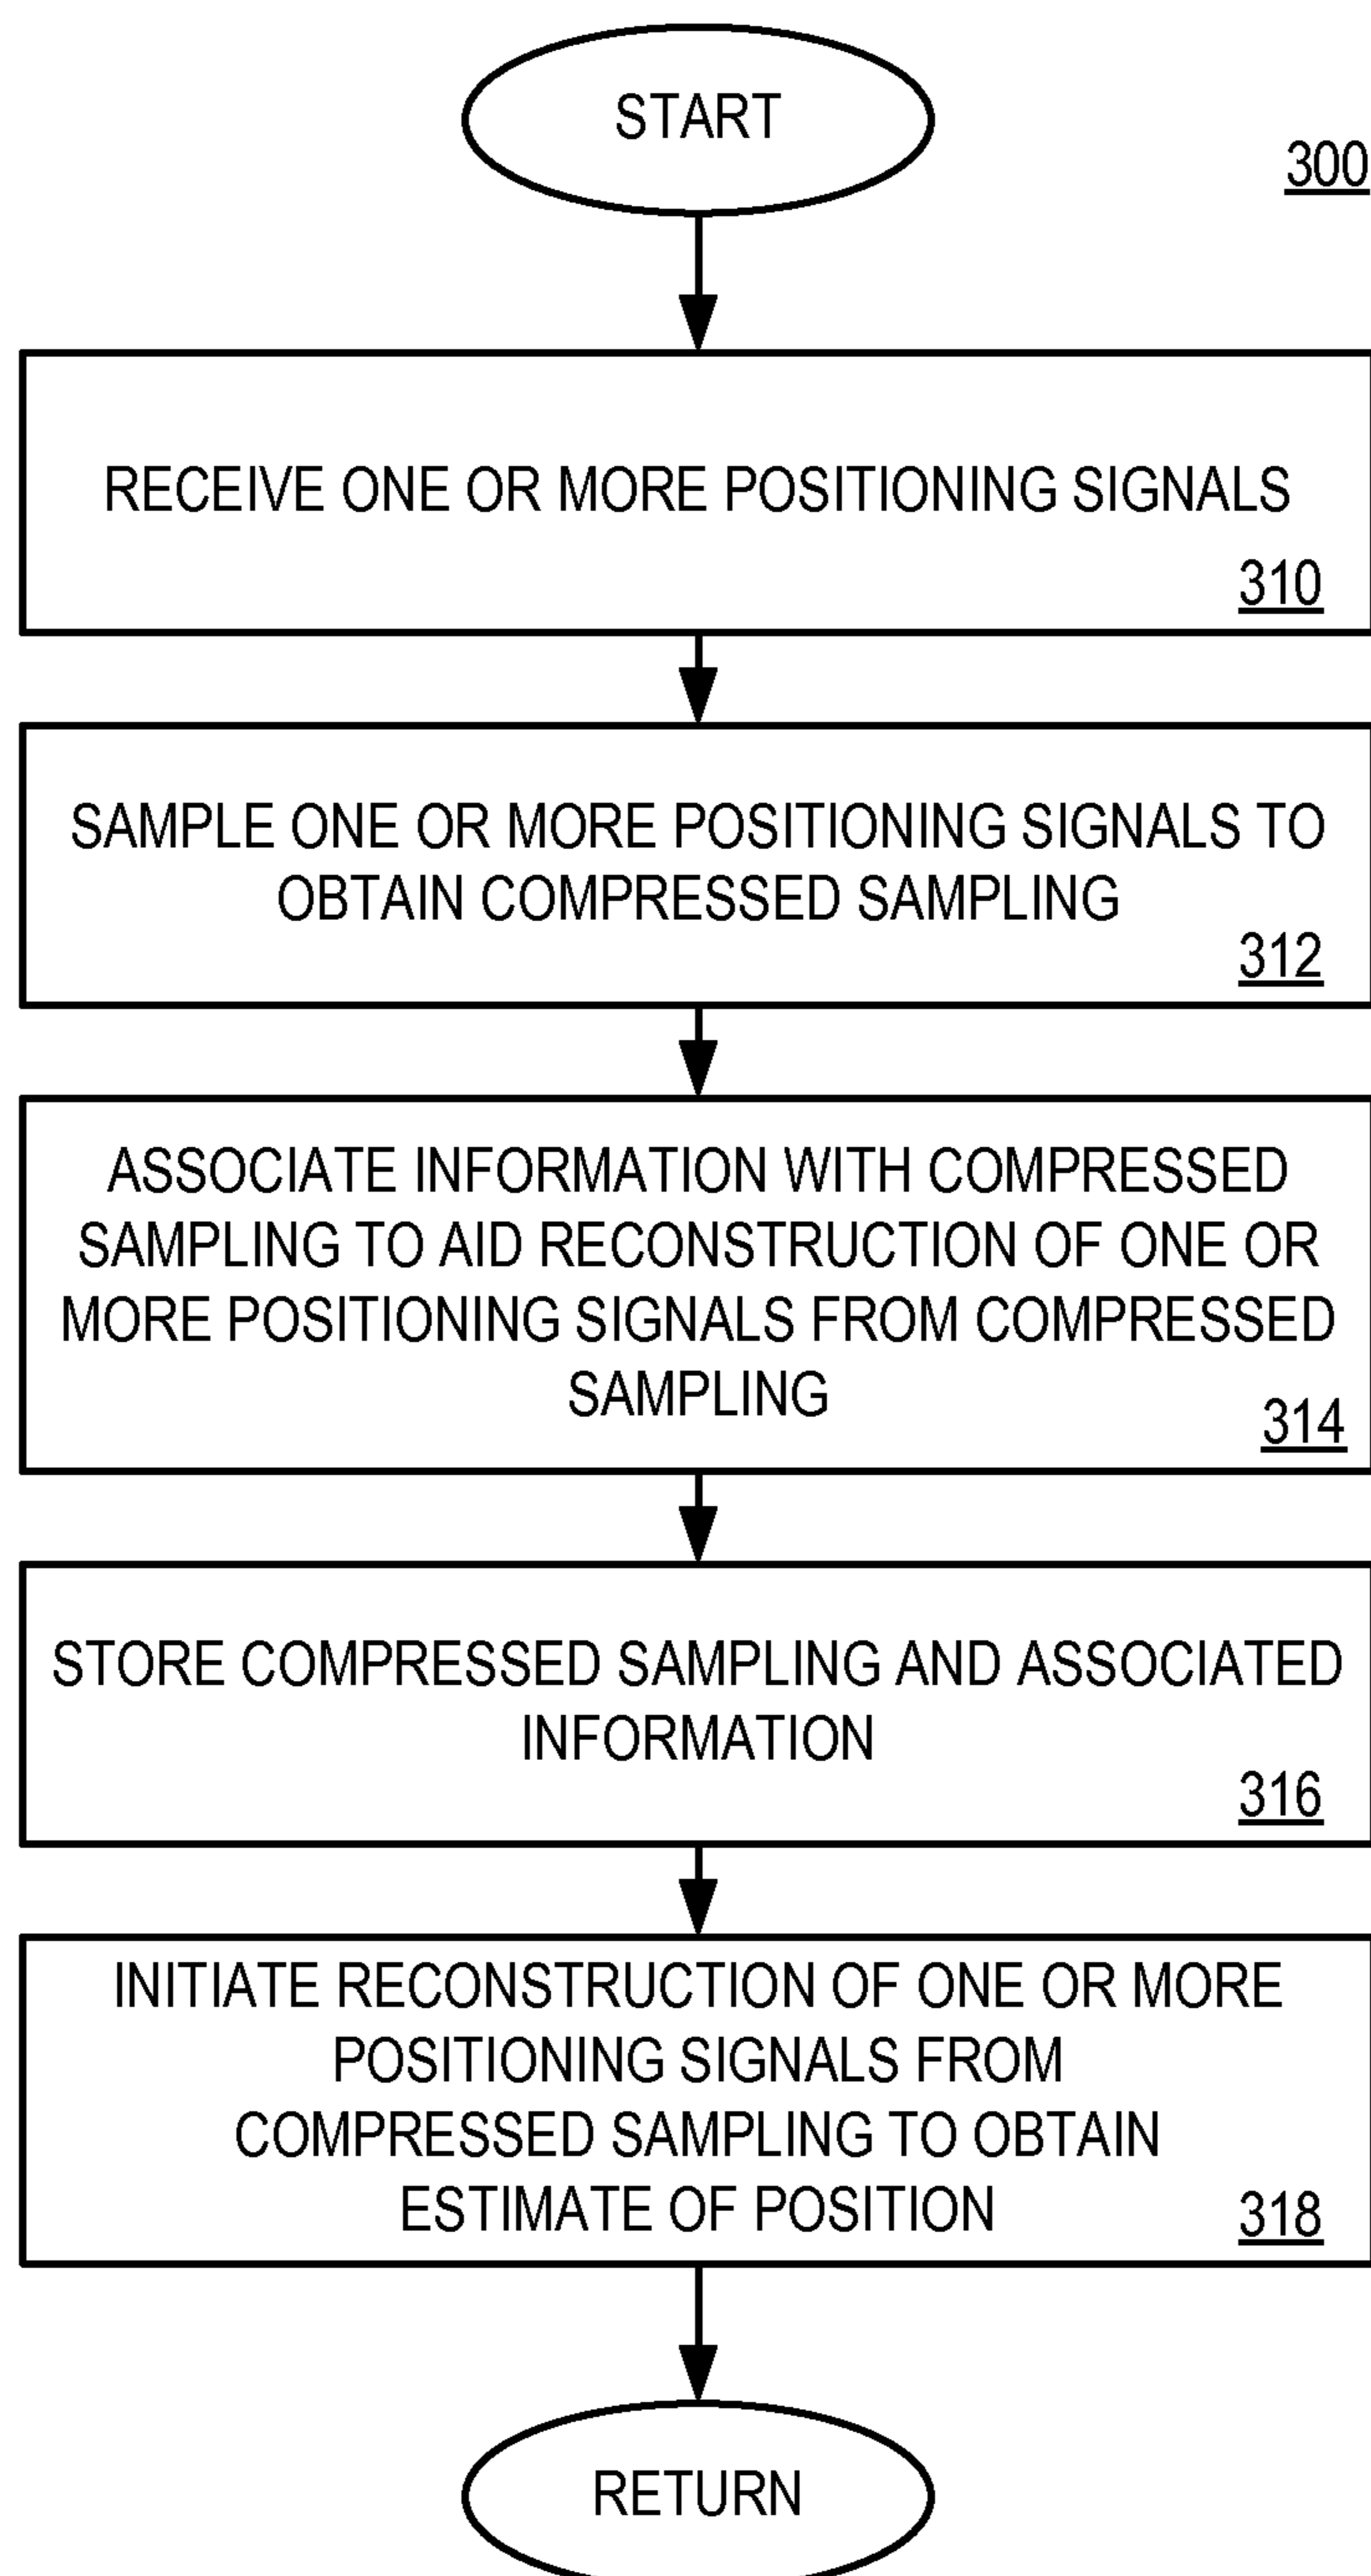 START
300
RECEIVE ONE OR MORE POSITIONING SIGNALS
310
SAMPLE ONE OR MORE POSITIONING SIGNALS TO
OBTAIN COMPRESSED SAMPLING
312
ASSOCIATE INFORMATION WITH COMPRESSED
SAMPLING TO AID RECONSTRUCTION OF ONE OR
MORE POSITIONING SIGNALS FROM COMPRESSED
SAMPLING
314
STORE COMPRESSED SAMPLING AND ASSOCIATED
INFORMATION
316
INITIATE RECONSTRUCTION OF ONE OR MORE
POSITIONING SIGNALS FROM
COMPRESSED SAMPLING TO OBTAIN
ESTIMATE OF POSITION
318
RETURN